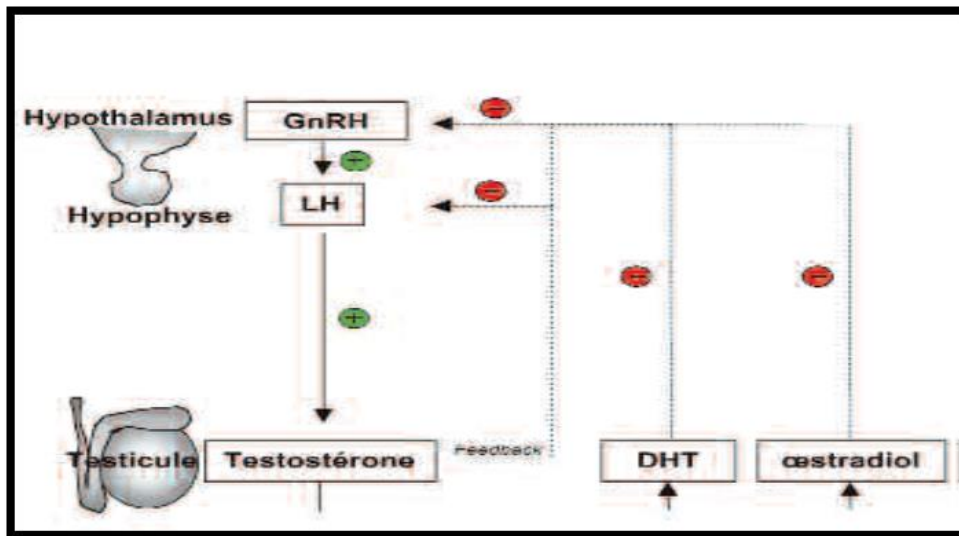 Hypothalamus
GnRH
LH
Hypophyse
Testicule
Testostérone
Feedback
DHT
œstradiol